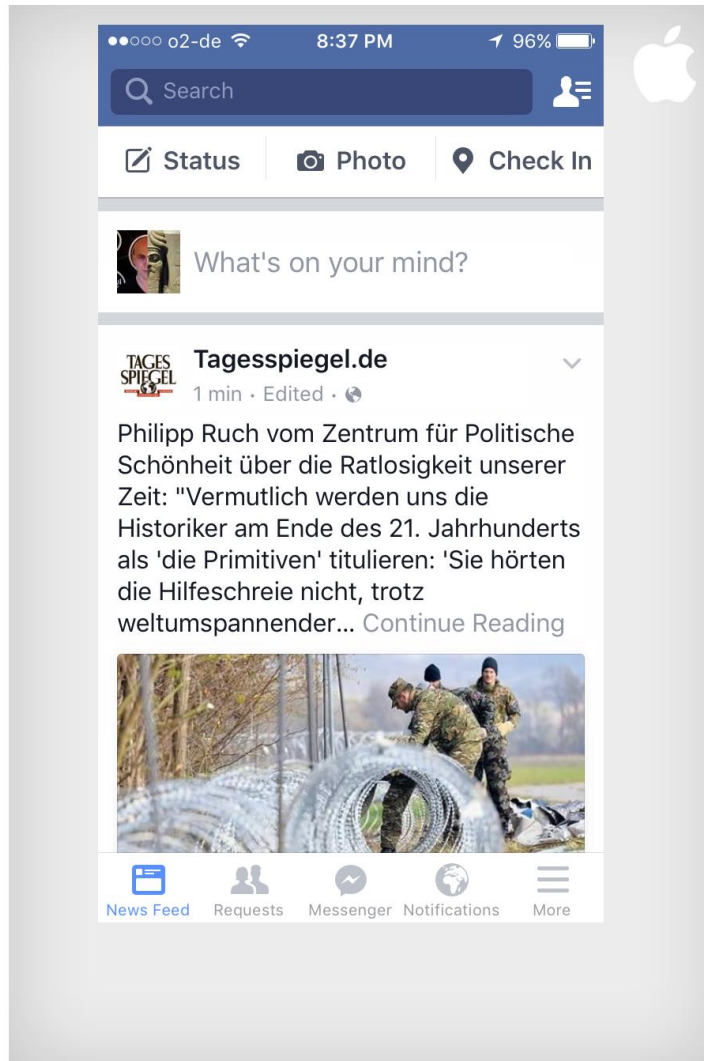 o2-de 8:37 PM 96%
Search
Status Photo Check In
What's on your mind?
TAGES
SPIEGEL
Tagesspiegel.de
1 min · Edited ·
Philipp Ruch vom Zentrum für Politische
Schönheit über die Ratlosigkeit unserer
Zeit: "Vermutlich werden uns die
Historiker am Ende des 21. Jahrhunderts
als 'die Primitiven' titulieren: 'Sie hörten
die Hilfeschreie nicht, trotz
weltumspannender... Continue Reading
News Feed Requests Messenger Notifications More